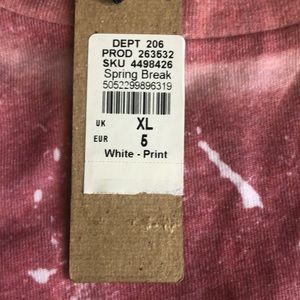 DEPT 206
PROD 263532
SKU 4498426
Spring Break
5052299896319
UK XL
EUR 5
White - Print